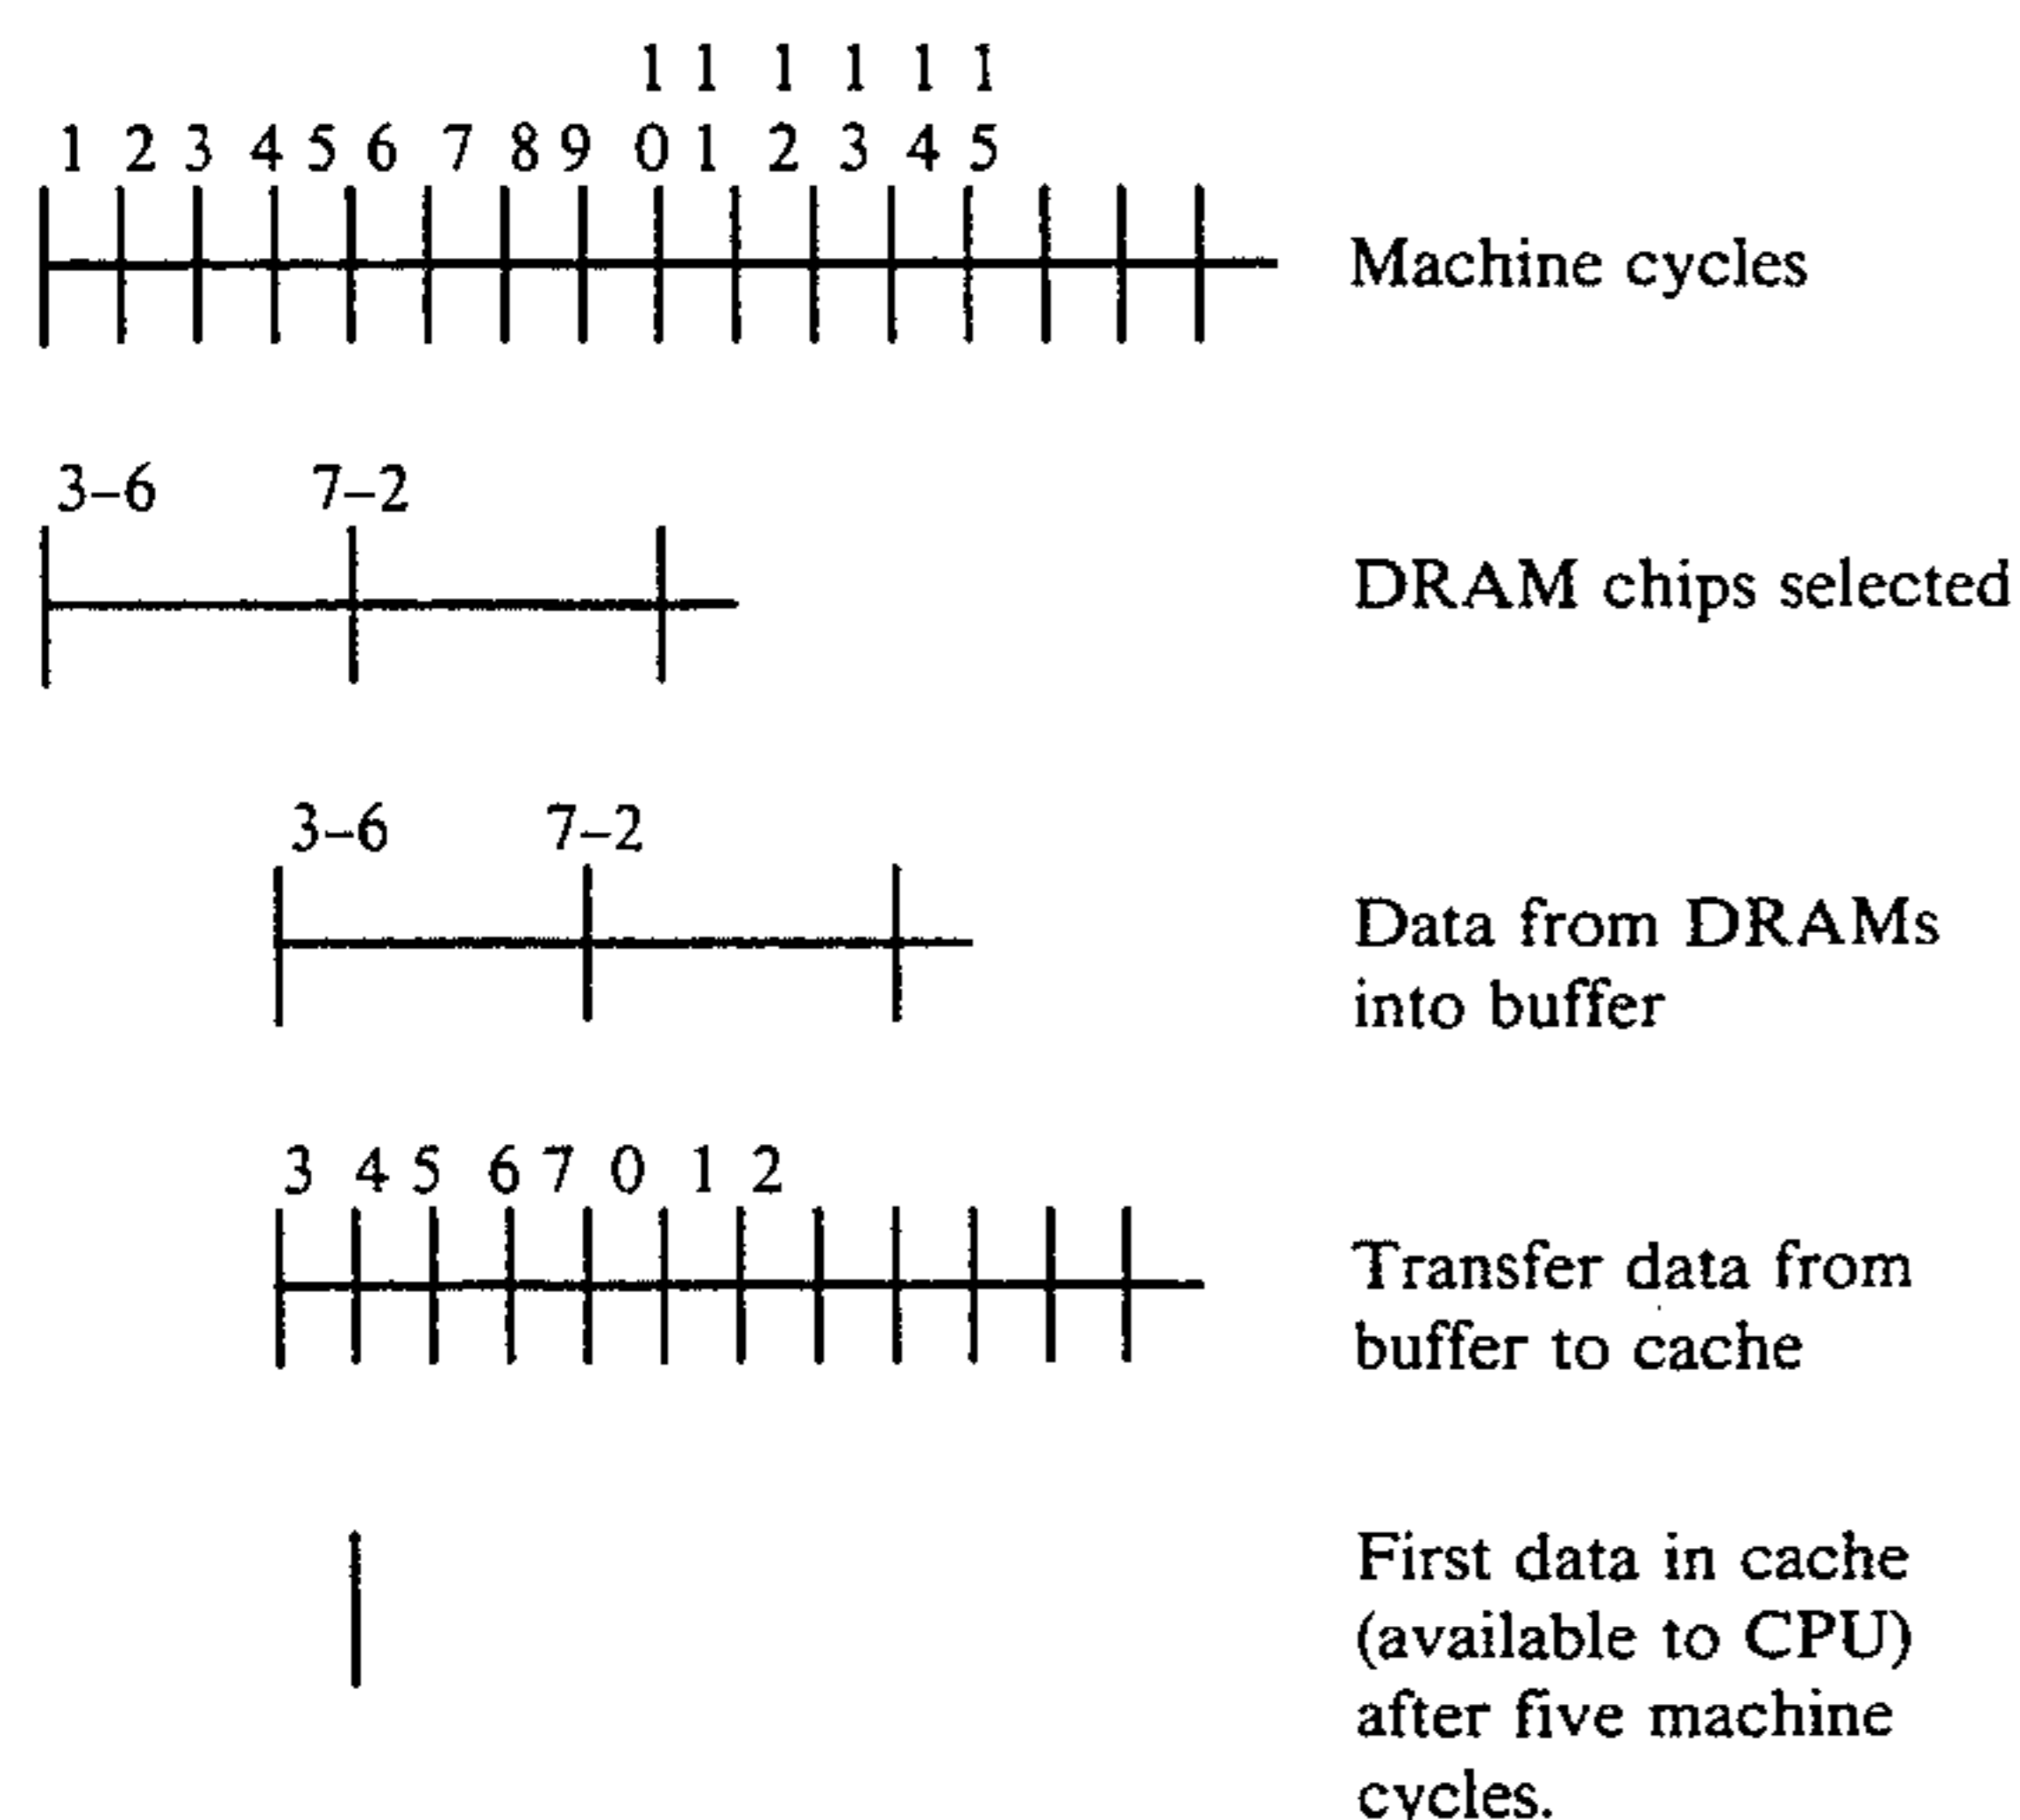 1 1 1 1 1 1
1 2 3 4 5 6 7 8 9 0 1 2 3 4 5
Machine cycles
3–6 7–2
DRAM chips selected
3–6 7–2
Data from DRAMs
into buffer
3 4 5 6 7 0 1 2
Transfer data from
buffer to cache
First data in cache
(available to CPU)
after five machine
cycles.